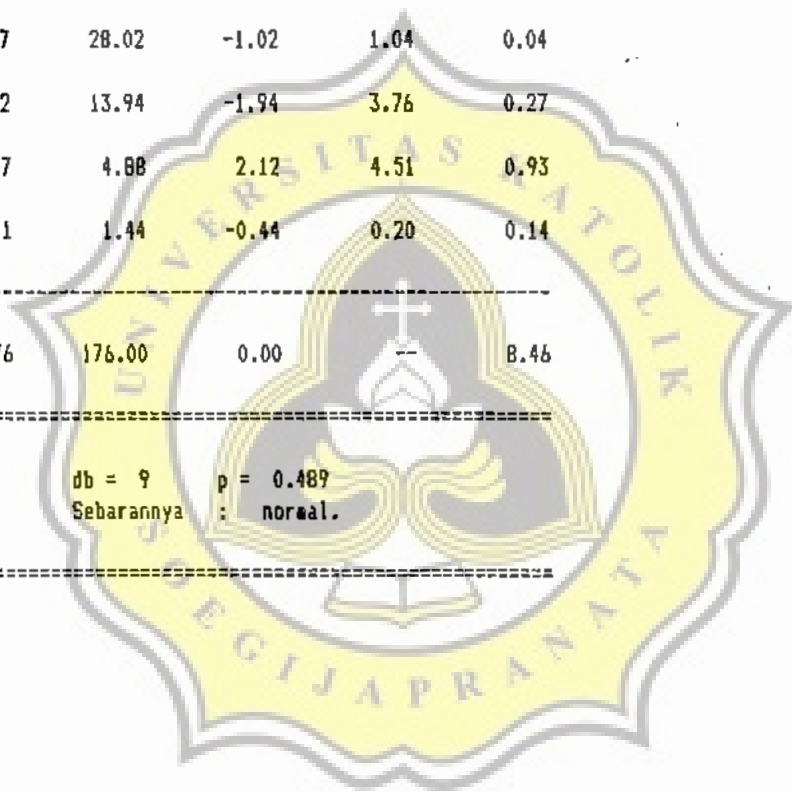 7 28.02 -1.02 1.04 0.04
2 13.94 -1.94 3.76 0.27
7 4.88 2.12 4.51 0.93
1 1.44 -0.44 0.20 0.14
76 176.00 0.00 -- 8.46
db = 9 p = 0.489
Sebarannya : normal.
UNIVERSITAS KATOLIK
SOEGIJAPRANATA